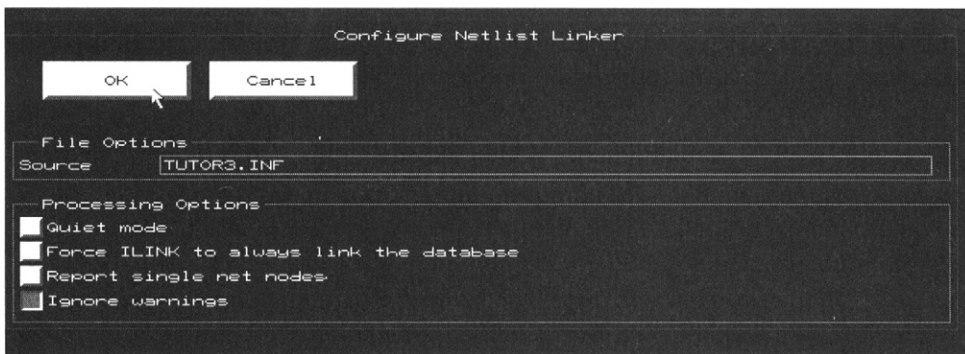 Configure Netlist Linker
OK Cancel
File Options
Source TUTOR3.INF
Processing Options
Quiet mode
Force ILINK to always link the database
Report single net nodes
Ignore warnings